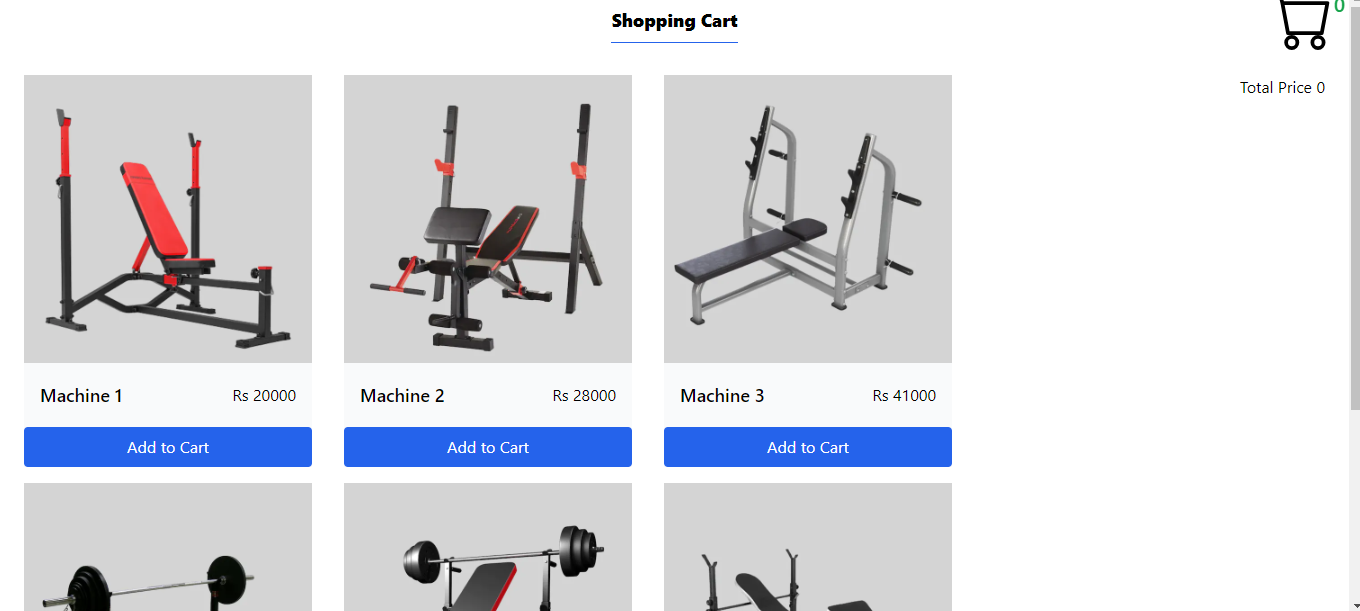 Shopping Cart
0
Total Price 0
Machine 1 Rs 20000
Machine 2 Rs 28000
Machine 3 Rs 41000
Add to Cart
Add to Cart
Add to Cart